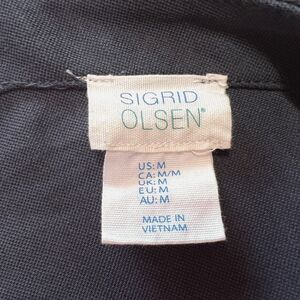 SIGRID
OLSEN®
US: M
CA: M/M
UK: M
EU: M
AU: M
MADE IN
VIETNAM